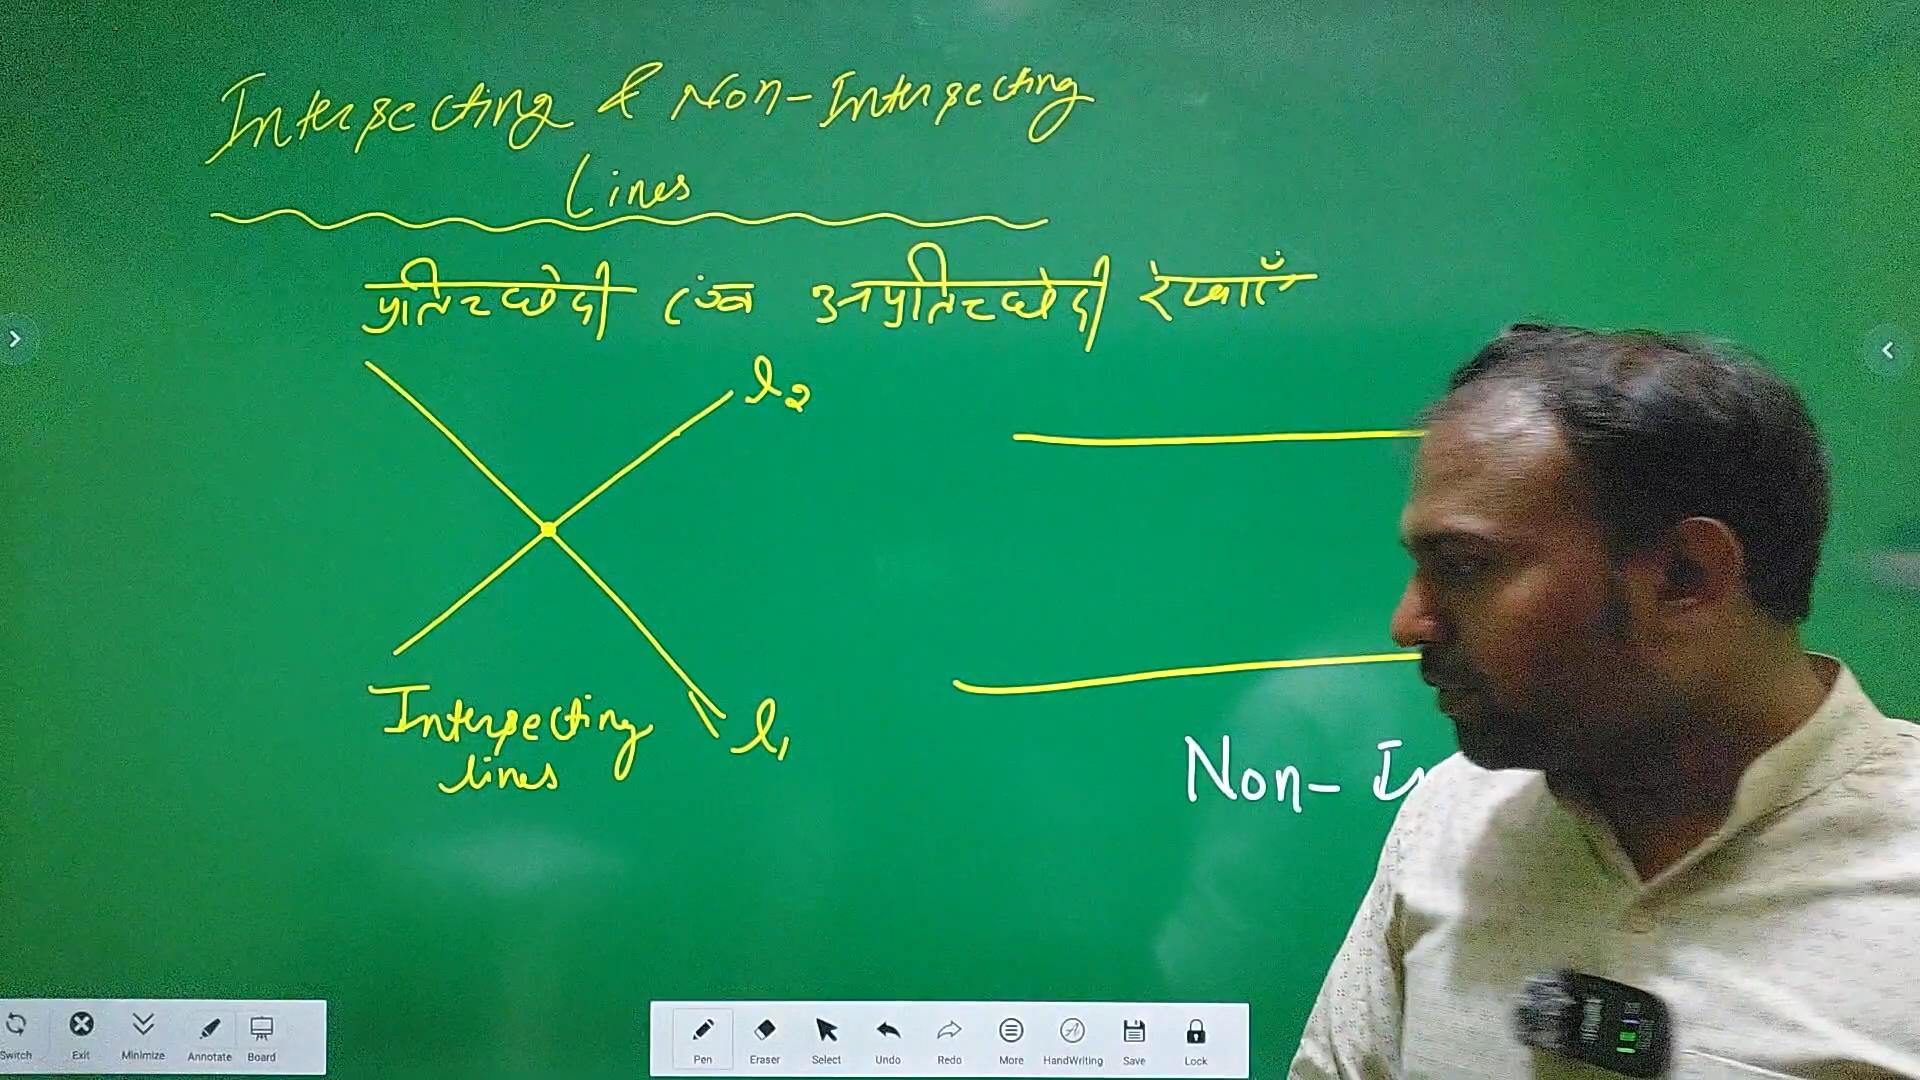 Intersecting & Non-Intersecting
Lines
प्रतिच्छेदी एंव अप्रतिच्छेदी रेखाएँ
l2
l1
Intersecting
lines
Non- In
Switch Exit Minimize Annotate Board
Pen Eraser Select Undo Redo More HandWriting Save Lock